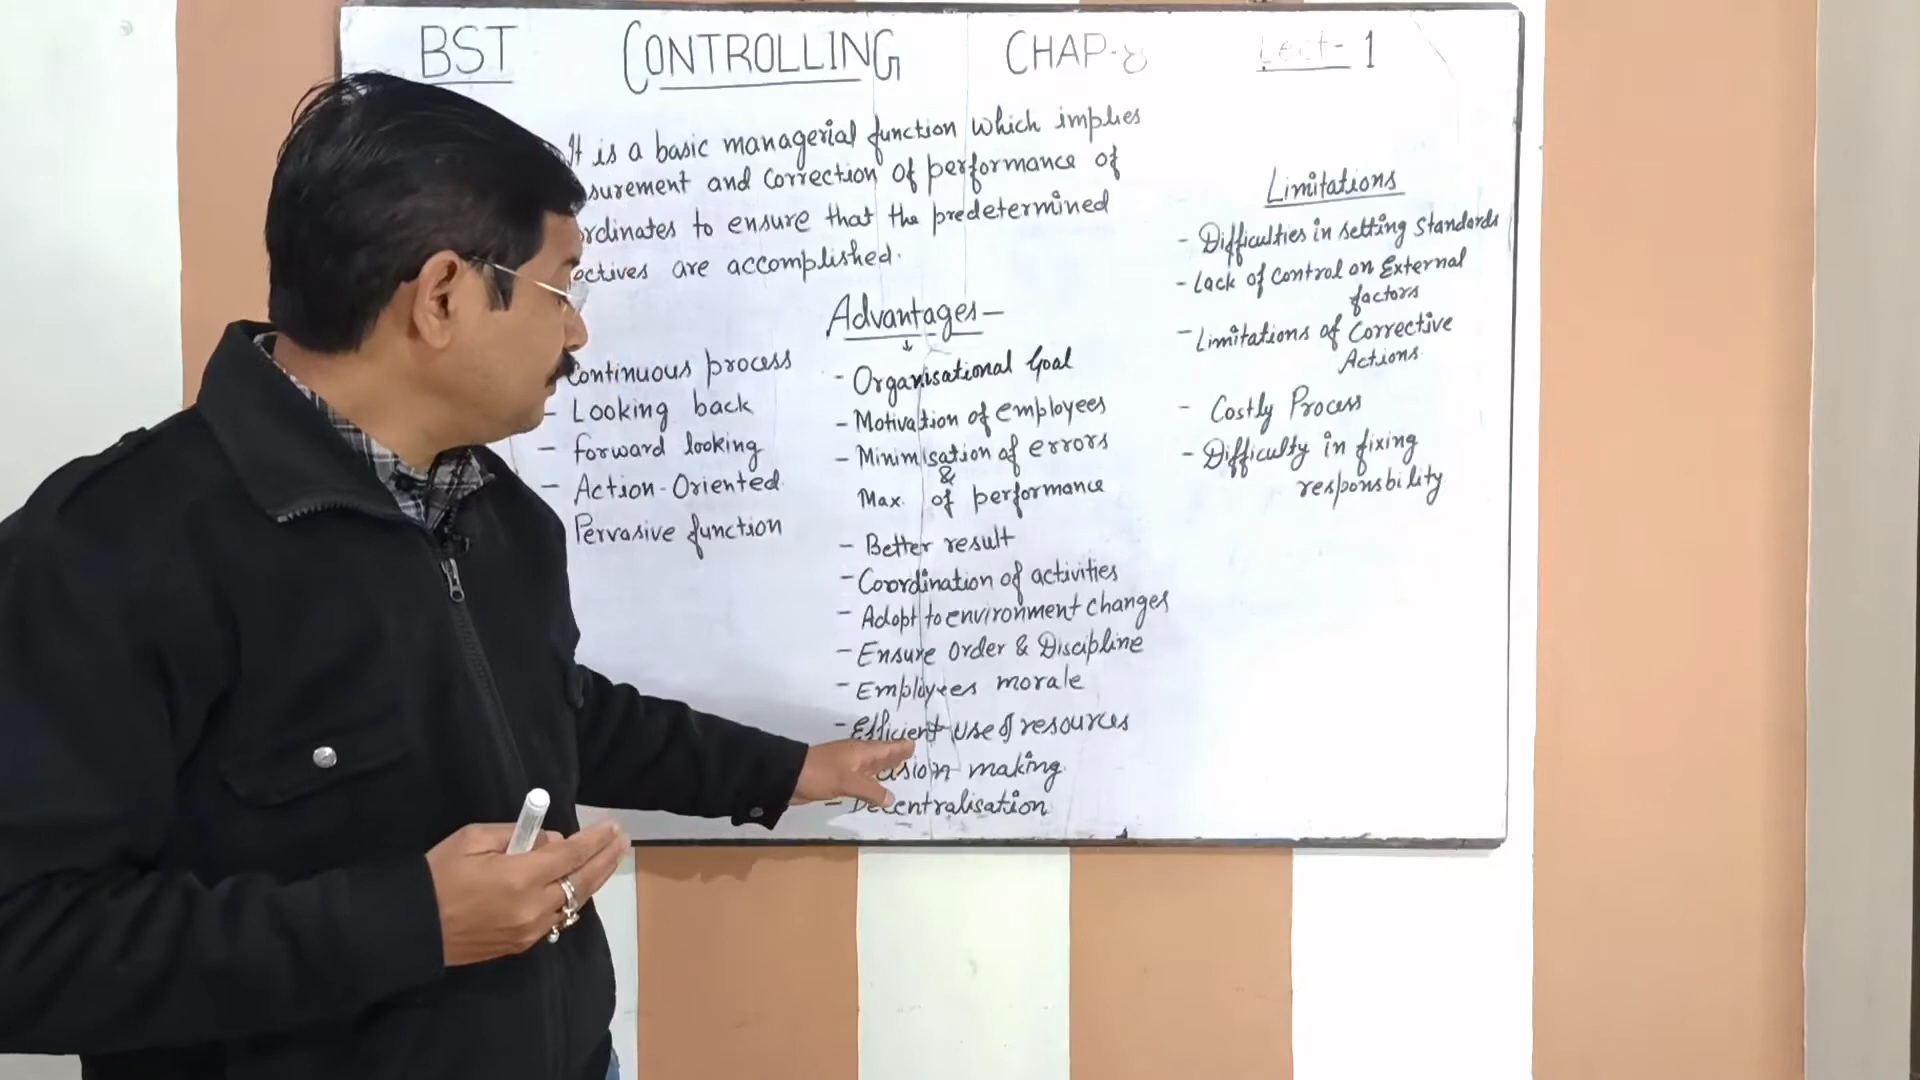 BST CONTROLLING CHAP-8 Lect-1
It is a basic managerial function which implies
surement and correction of performance of
rdinates to ensure that the predetermined
ectives are accomplished.
Continuous process
- Looking back
- forward looking
- Action-Oriented
Pervasive function
Advantages-
- Organisational Goal
- Motivation of employees
- Minimisation of errors
&
Max. of performance
- Better result
- Coordination of activities
- Adopt to environment changes
- Ensure Order & Discipline
- Employees morale
- Efficient use of resources
making
- Decentralisation
Limitations
- Difficulties in setting standards
- Lack of control on External
factors
- Limitations of Corrective
Actions.
- Costly Process
- Difficulty in fixing
responsbility